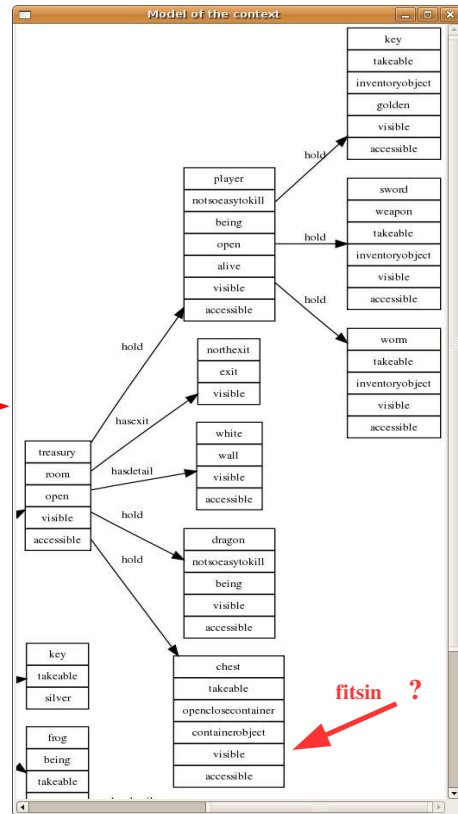 Model of the context
key
takeable
inventoryobject
golden
visible
accessible
hold
player
notsoeasytokill
being
open
alive
visible
accessible
hold
sword
weapon
takeable
inventoryobject
visible
accessible
hold
worm
takeable
inventoryobject
visible
accessible
hold
northexit
exit
visible
hasexit
treasury
room
open
visible
accessible
white
wall
visible
accessible
hasdetail
hold
dragon
notsoeasytokill
being
visible
accessible
hold
key
takeable
silver
chest
takeable
openclosecontainer
containerobject
visible
accessible
fitsin ?
frog
being
takeable